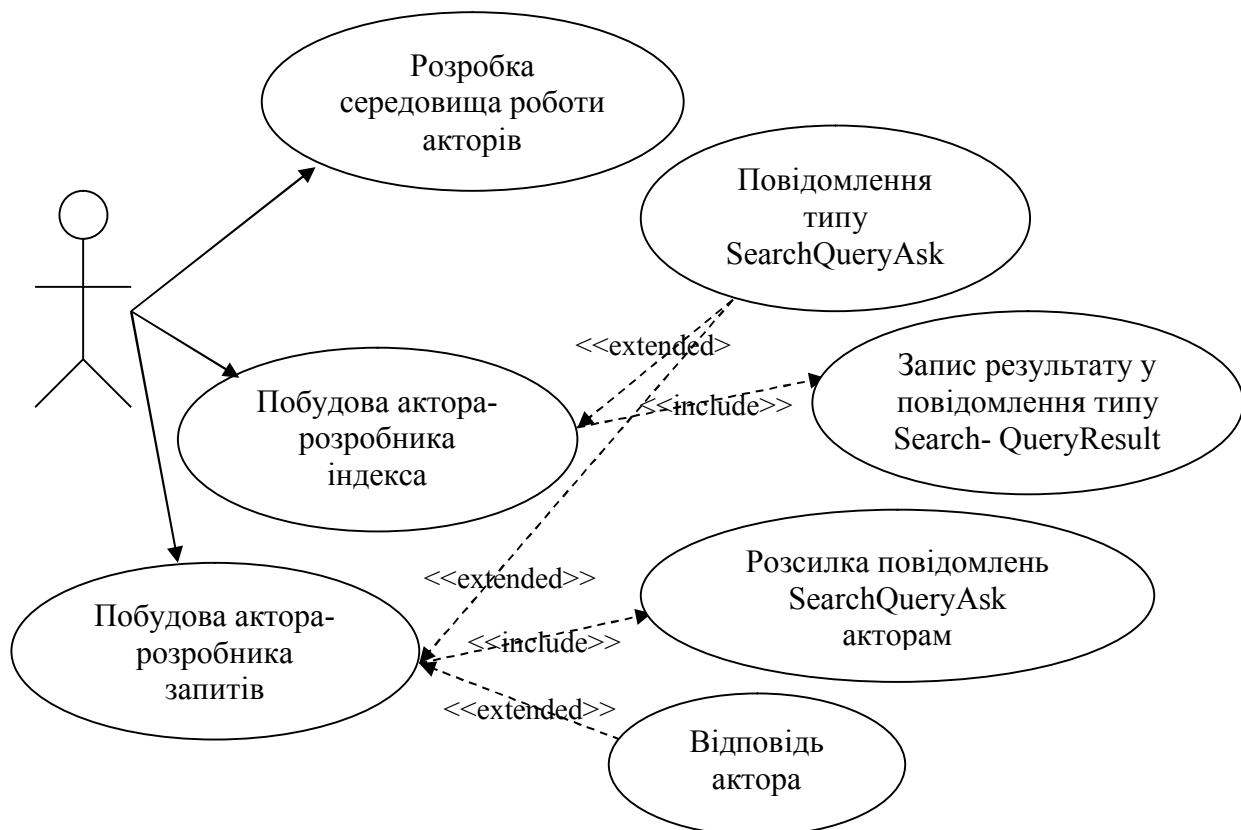 Розробка
середовища роботи
акторів
Повідомлення
типу
SearchQueryAsk
<<extended>
Запис результату у
повідомлення типу
Search- QueryResult
<<include>>
Побудова актора-
розробника
індекса
<<extended>>
Розсилка повідомлень
SearchQueryAsk
акторам
Побудова актора-
розробника
запитів
<<include>>
<<extended>>
Відповідь
актора